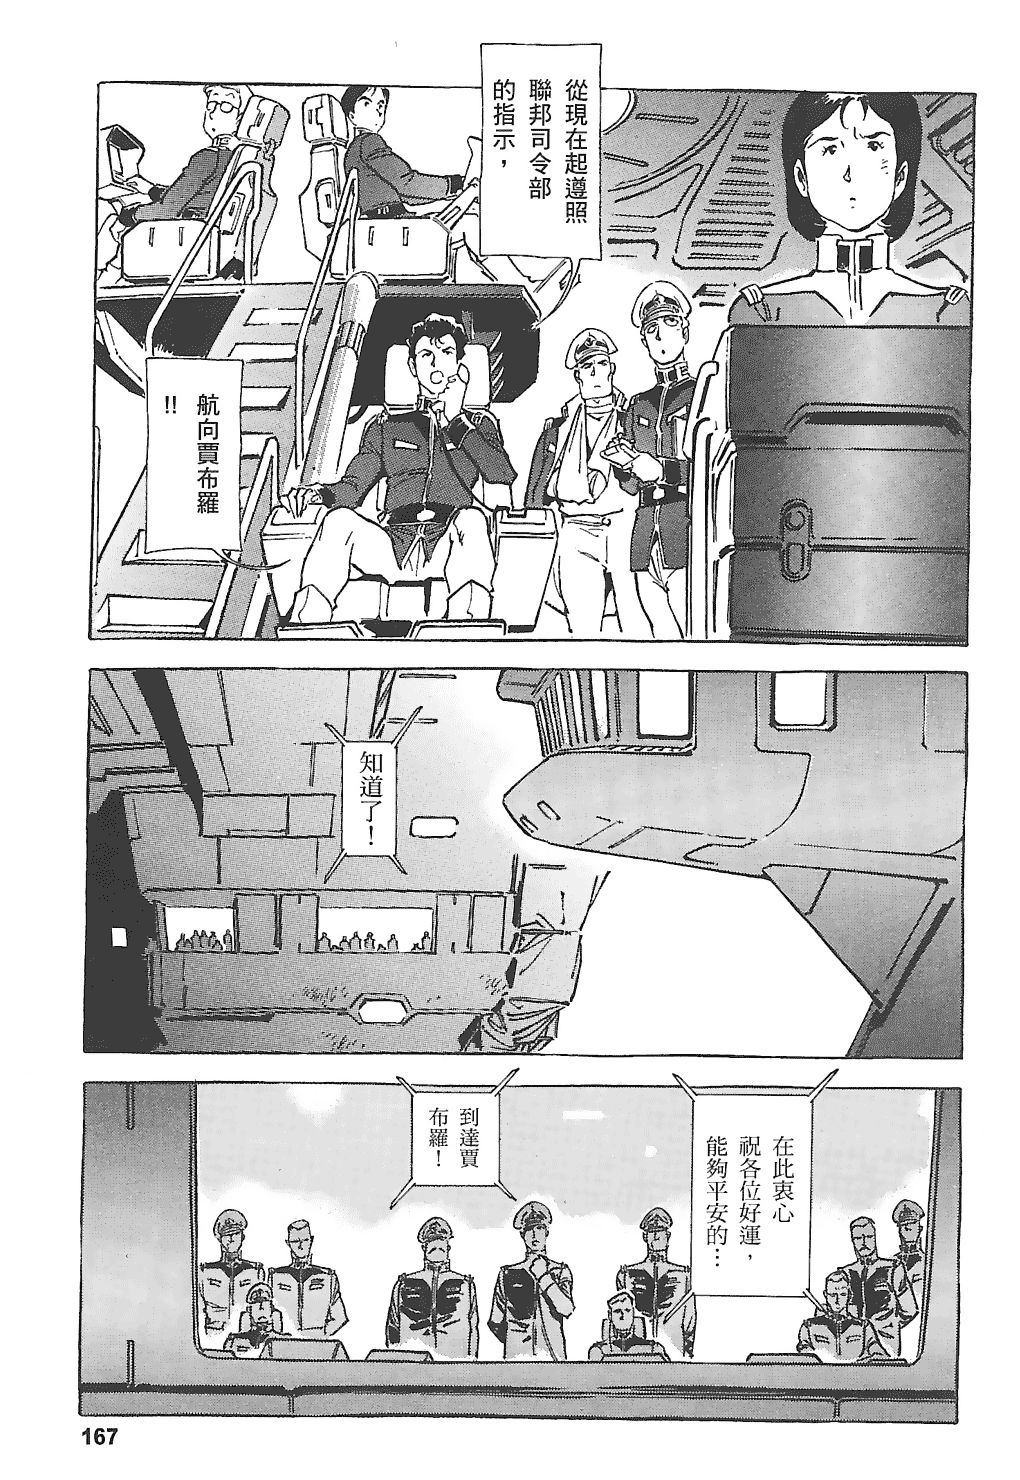 從現在起遵照
聯邦司令部
的指示，
航向賈布羅
!!
知道了！
在此衷心
祝各位好運，
能夠平安的…
到達賈
布羅！
167